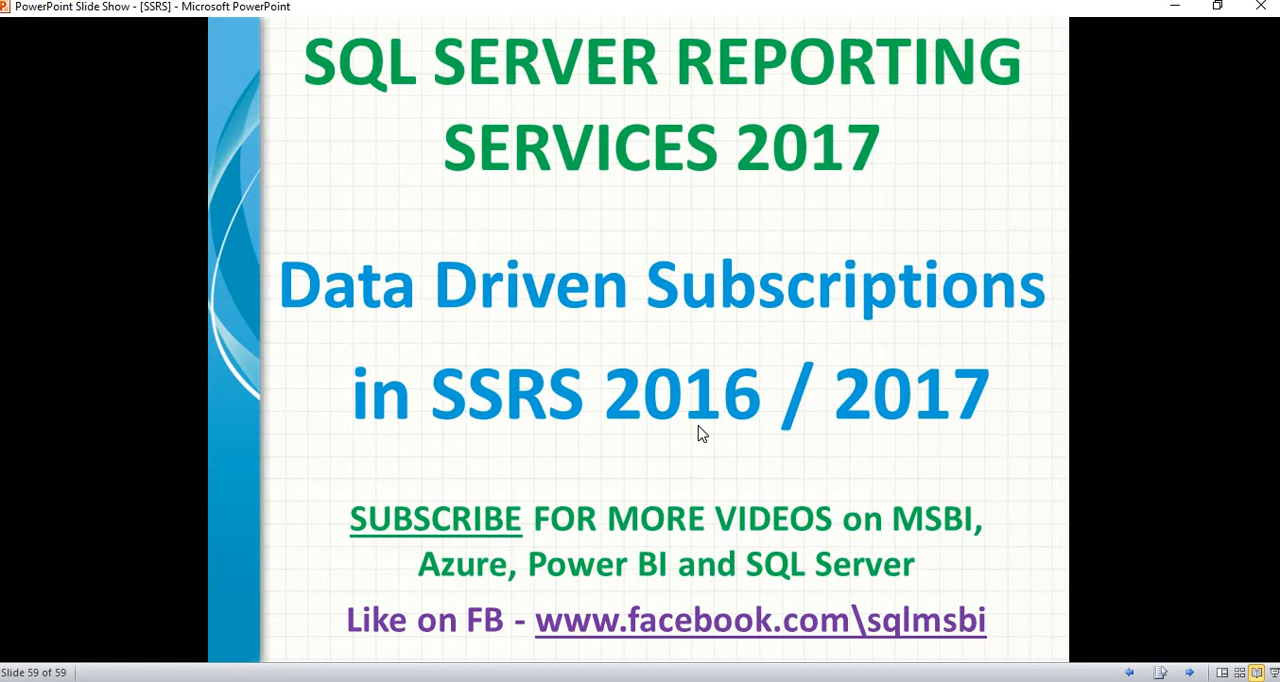 PowerPoint Slide Show - [SSRS] - Microsoft PowerPoint
SQL SERVER REPORTING
SERVICES 2017
Data Driven Subscriptions
in SSRS 2016 / 2017
SUBSCRIBE FOR MORE VIDEOS on MSBI,
Azure, Power BI and SQL Server
Like on FB - www.facebook.com\sqlmsbi
Slide 59 of 59